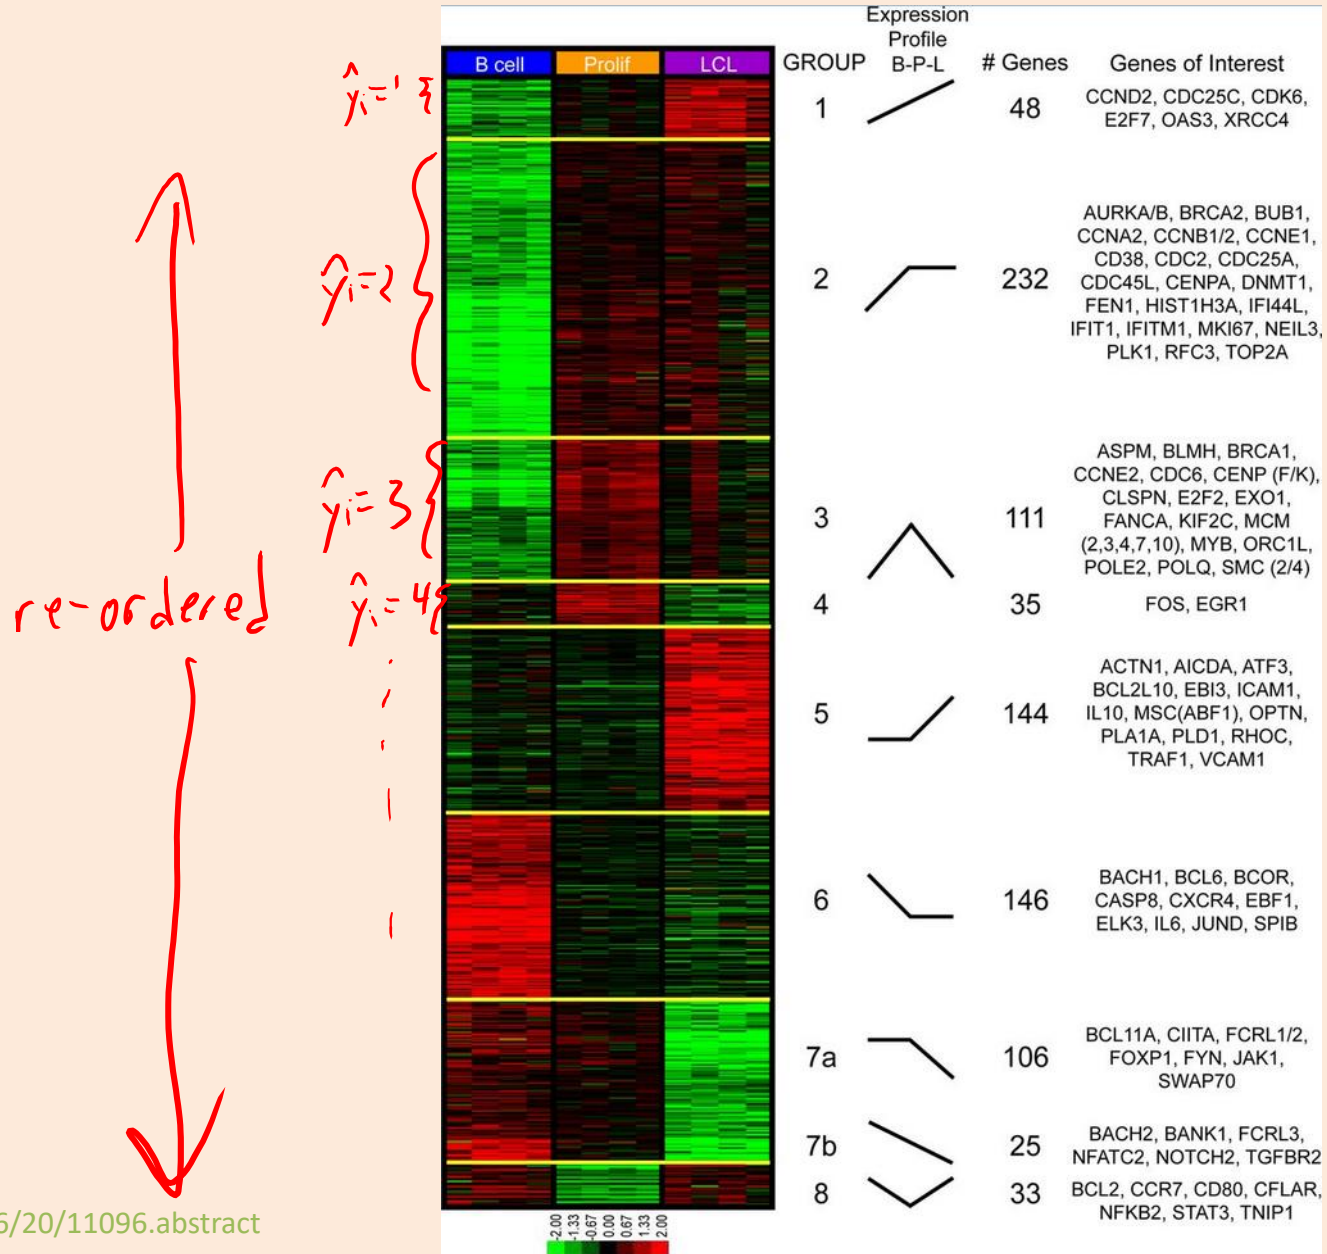 Expression
Profile
B-P-L
B cell Prolif LCL GROUP # Genes Genes of Interest
ŷi=1
1 48 CCND2, CDC25C, CDK6,
E2F7, OAS3, XRCC4
ŷi=2
2 232 AURKA/B, BRCA2, BUB1,
CCNA2, CCNB1/2, CCNE1,
CD38, CDC2, CDC25A,
CDC45L, CENPA, DNMT1,
FEN1, HIST1H3A, IFI44L,
IFIT1, IFITM1, MKI67, NEIL3,
PLK1, RFC3, TOP2A
ŷi=3
3 111 ASPM, BLMH, BRCA1,
CCNE2, CDC6, CENP (F/K),
CLSPN, E2F2, EXO1,
FANCA, KIF2C, MCM
(2,3,4,7,10), MYB, ORC1L,
POLE2, POLQ, SMC (2/4)
re-ordered
ŷi=4
4 35 FOS, EGR1
5 144 ACTN1, AICDA, ATF3,
BCL2L10, EBI3, ICAM1,
IL10, MSC(ABF1), OPTN,
PLA1A, PLD1, RHOC,
TRAF1, VCAM1
6 146 BACH1, BCL6, BCOR,
CASP8, CXCR4, EBF1,
ELK3, IL6, JUND, SPIB
7a 106 BCL11A, CIITA, FCRL1/2,
FOXP1, FYN, JAK1,
SWAP70
7b 25 BACH2, BANK1, FCRL3,
NFATC2, NOTCH2, TGFBR2
8 33 BCL2, CCR7, CD80, CFLAR,
NFKB2, STAT3, TNIP1
6/20/11096.abstract
-2.00 -1.33 -0.67 0.00 0.67 1.33 2.00